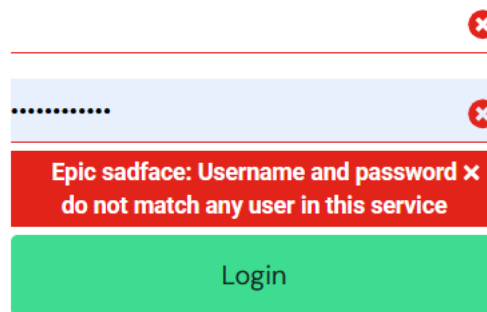 ••••••••••••
Epic sadface: Username and password
do not match any user in this service
Login